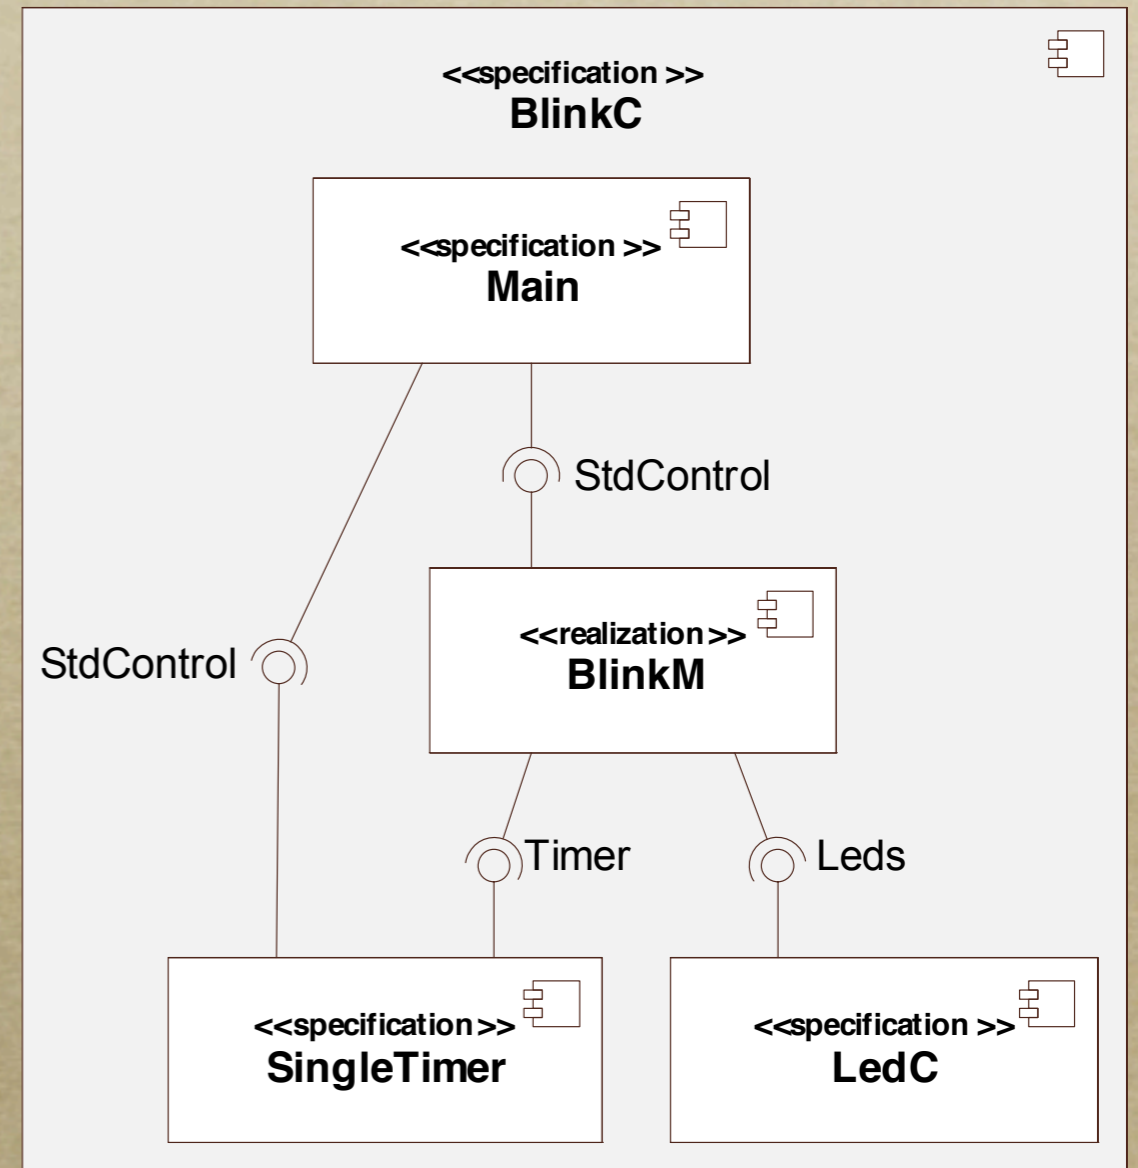 <<specification >>
BlinkC
<<specification >>
Main
StdControl
<<realization>>
BlinkM
StdControl
Timer
Leds
<<specification>>
SingleTimer
<<specification >>
LedC